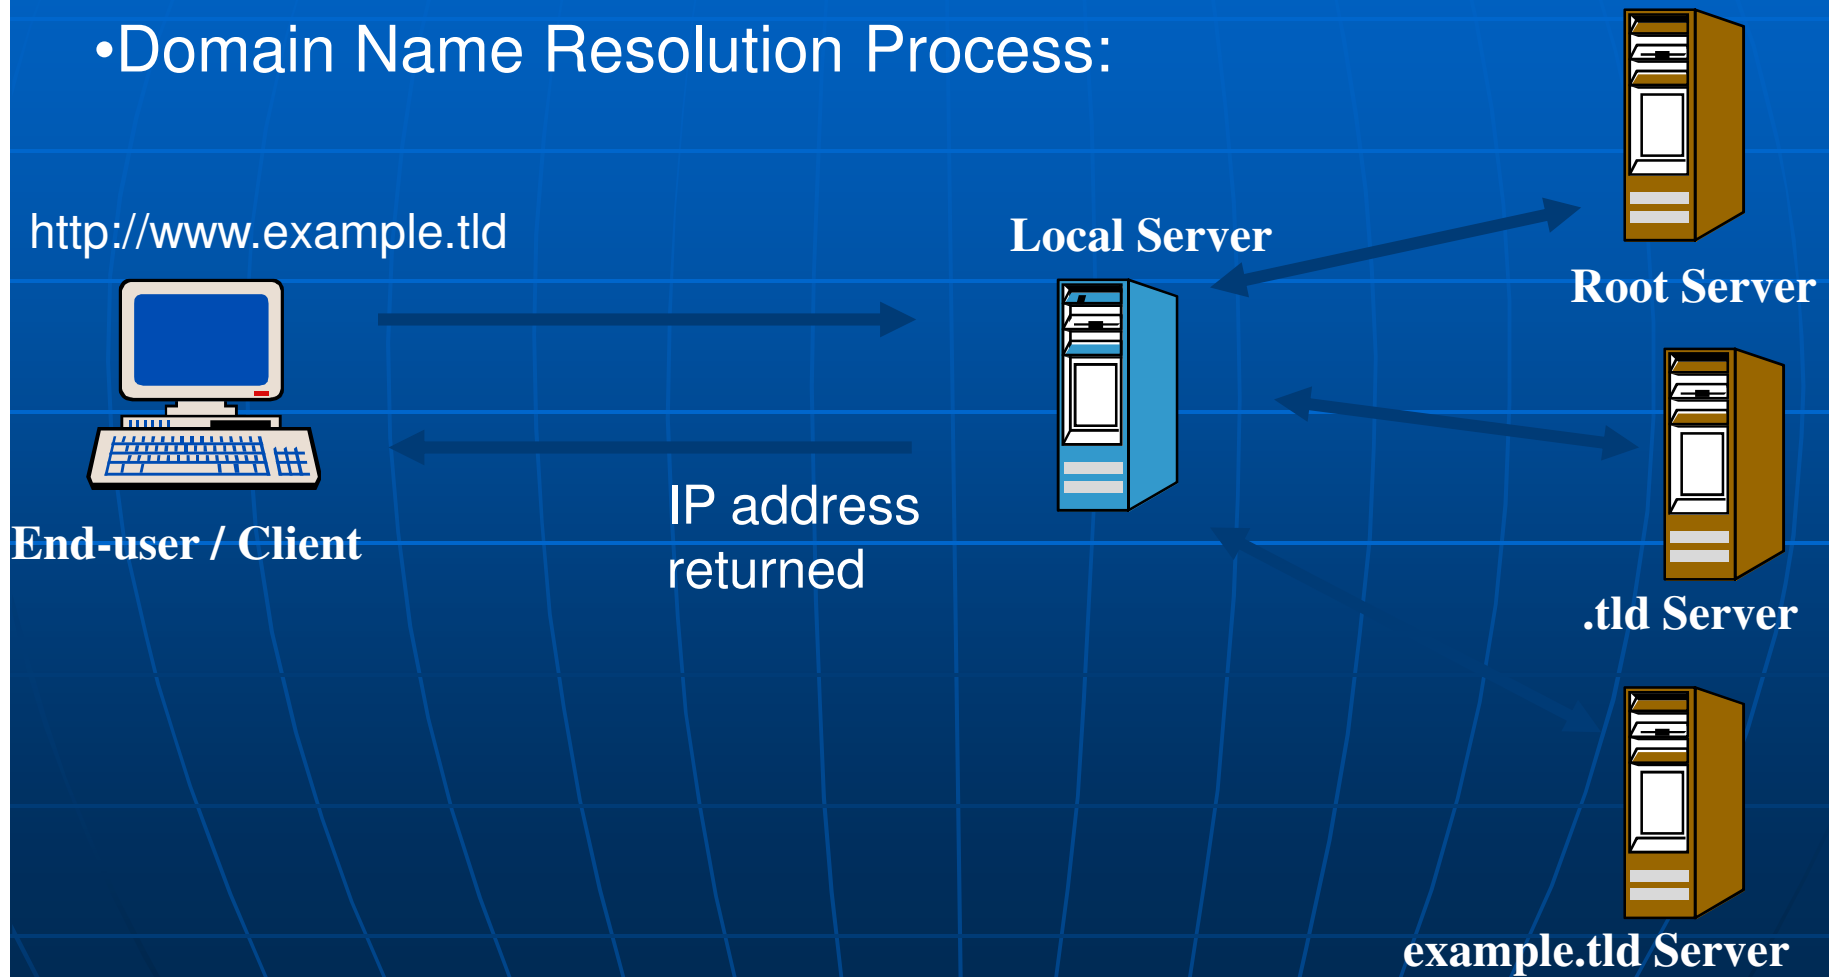 •Domain Name Resolution Process:
http://www.example.tld
Local Server
Root Server
End-user / Client
IP address
returned
.tld Server
example.tld Server